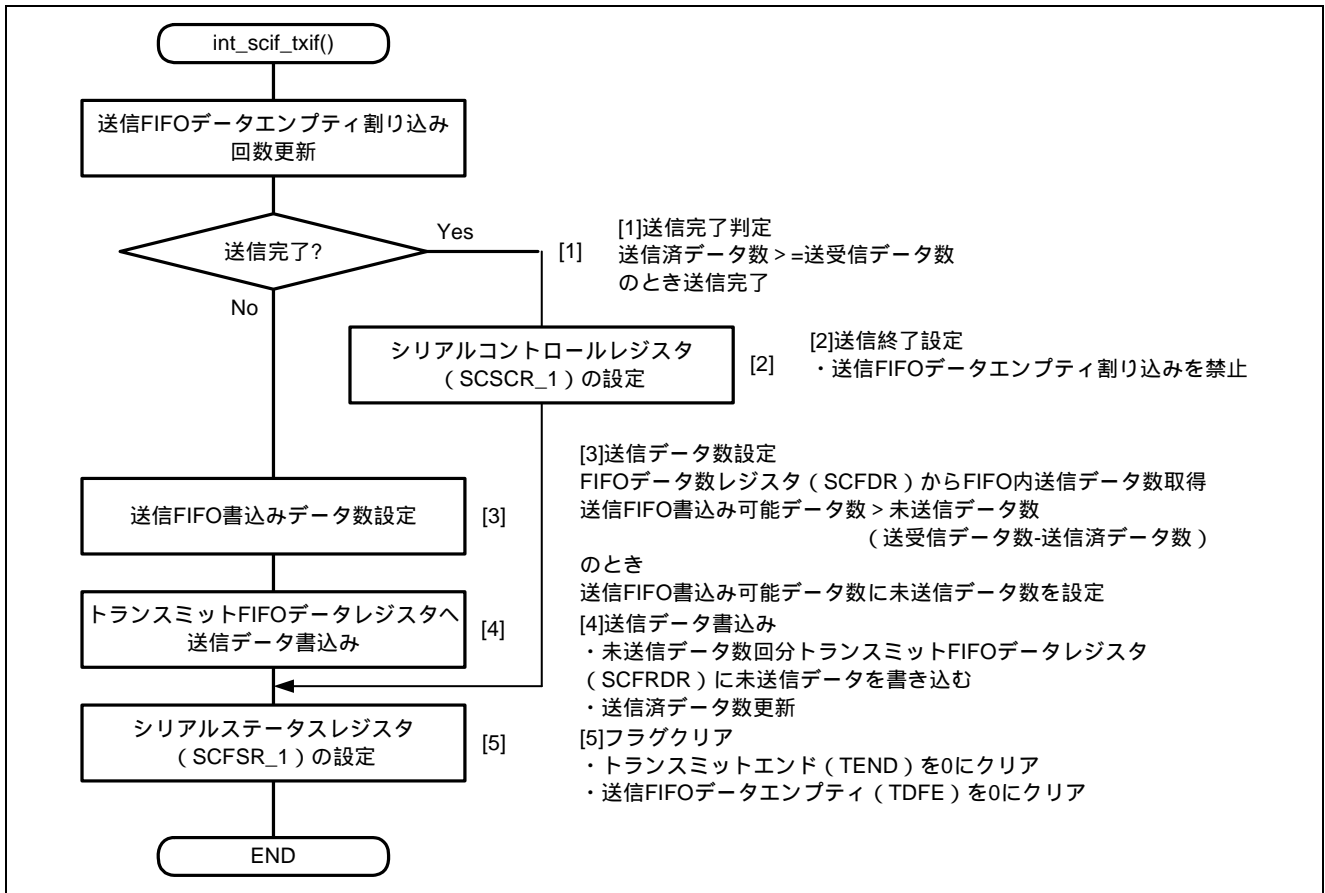 int_scif_txif()
送信FIFOデータエンプティ割り込み
回数更新
送信完了?
Yes
No
[1]
[1]送信完了判定
送信済データ数＞=送受信データ数
のとき送信完了
シリアルコントロールレジスタ
（SCSCR_1）の設定
[2]
[2]送信終了設定
・送信FIFOデータエンプティ割り込みを禁止
送信FIFO書込みデータ数設定
[3]
[3]送信データ数設定
FIFOデータ数レジスタ（SCFDR）からFIFO内送信データ数取得
送信FIFO書込み可能データ数＞未送信データ数
（送受信データ数-送信済データ数）
のとき
送信FIFO書込み可能データ数に未送信データ数を設定
トランスミットFIFOデータレジスタへ
送信データ書込み
[4]
[4]送信データ書込み
・未送信データ数回分トランスミットFIFOデータレジスタ
（SCFRDR）に未送信データを書き込む
・送信済データ数更新
シリアルステータスレジスタ
（SCFSR_1）の設定
[5]
[5]フラグクリア
・トランスミットエンド（TEND）を0にクリア
・送信FIFOデータエンプティ（TDFE）を0にクリア
END